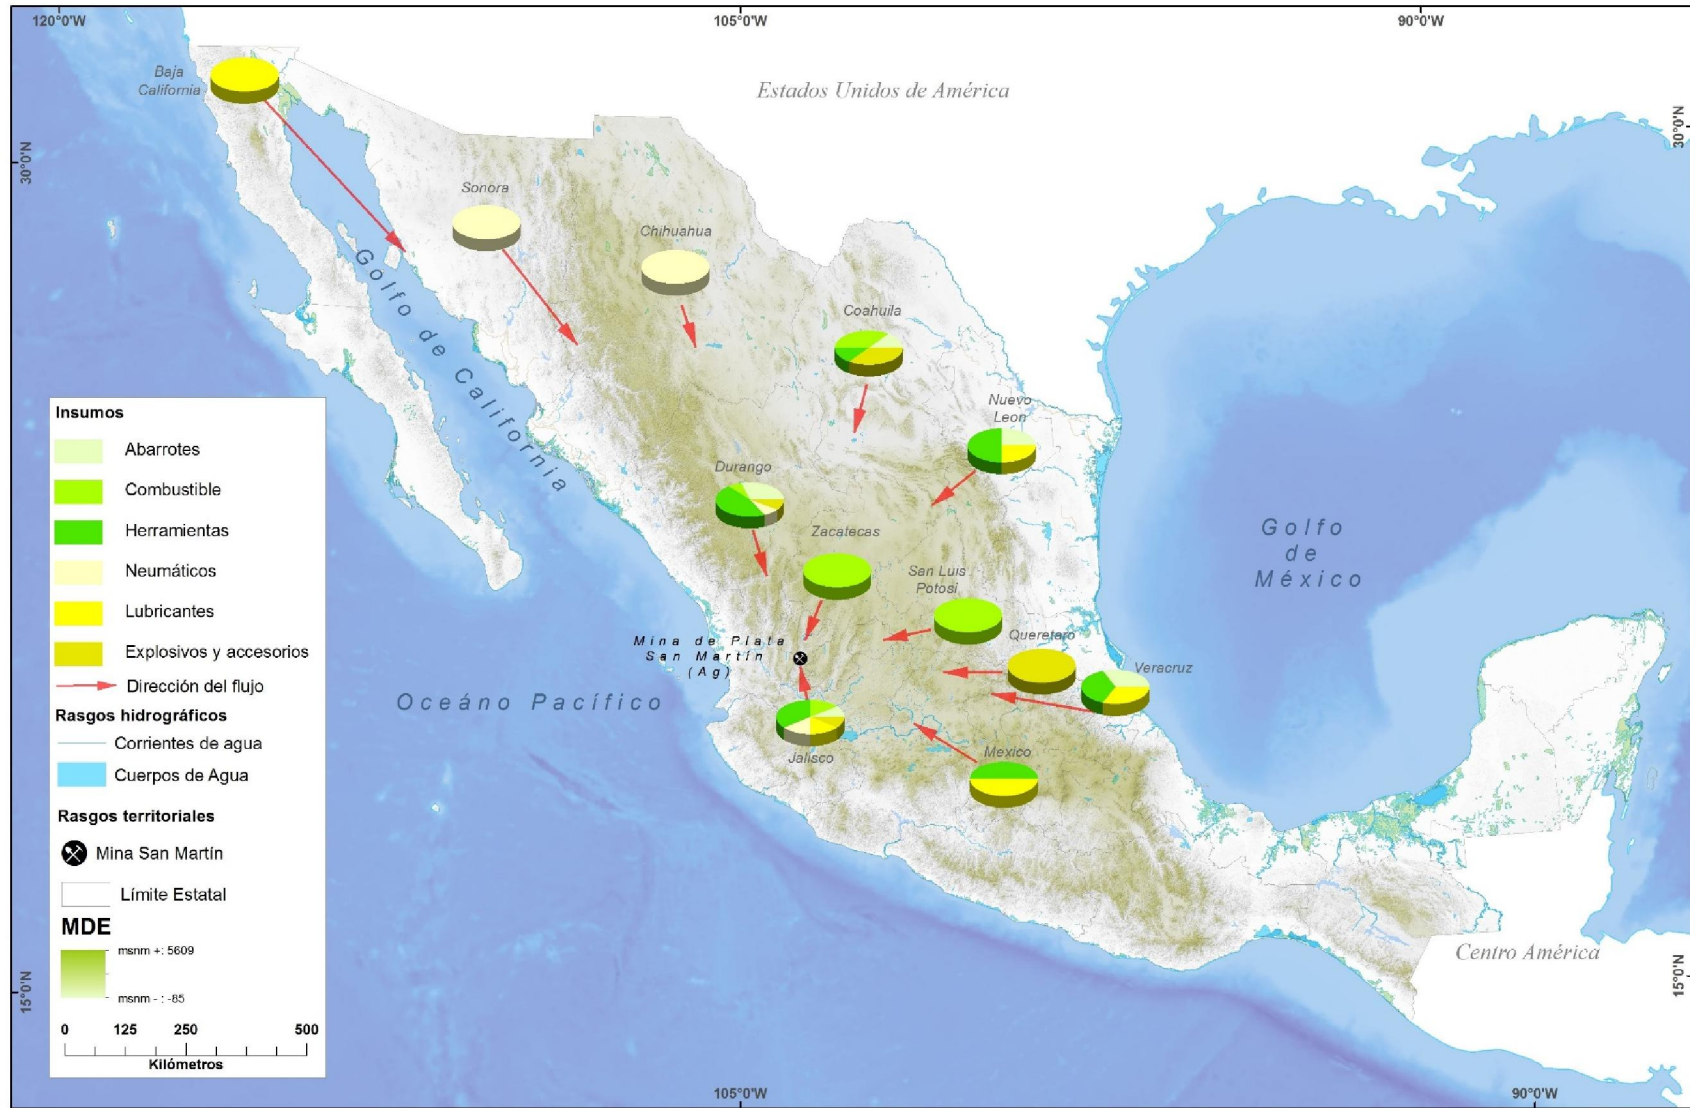 120°0'W
105°0'W
90°0'W
30°0'N
30°0'N
Baja
California
Estados Unidos de América
Sonora
Chihuahua
Coahuila
Nuevo
Leon
Golfo de California
Durango
Zacatecas
San Luis
Potosi
Golfo
de
México
Queretaro
Mina de Plata
San Martín
(Ag)
Veracruz
Oceáno Pacífico
Jalisco
Mexico
Centro América
Insumos
Abarrotes
Combustible
Herramientas
Neumáticos
Lubricantes
Explosivos y accesorios
Dirección del flujo
Rasgos hidrográficos
Corrientes de agua
Cuerpos de Agua
Rasgos territoriales
Mina San Martín
Límite Estatal
MDE
msnm +: 5609
msnm - : -85
0 125 250 500
Kilómetros
15°0'N
15°0'N
105°0'W
90°0'W